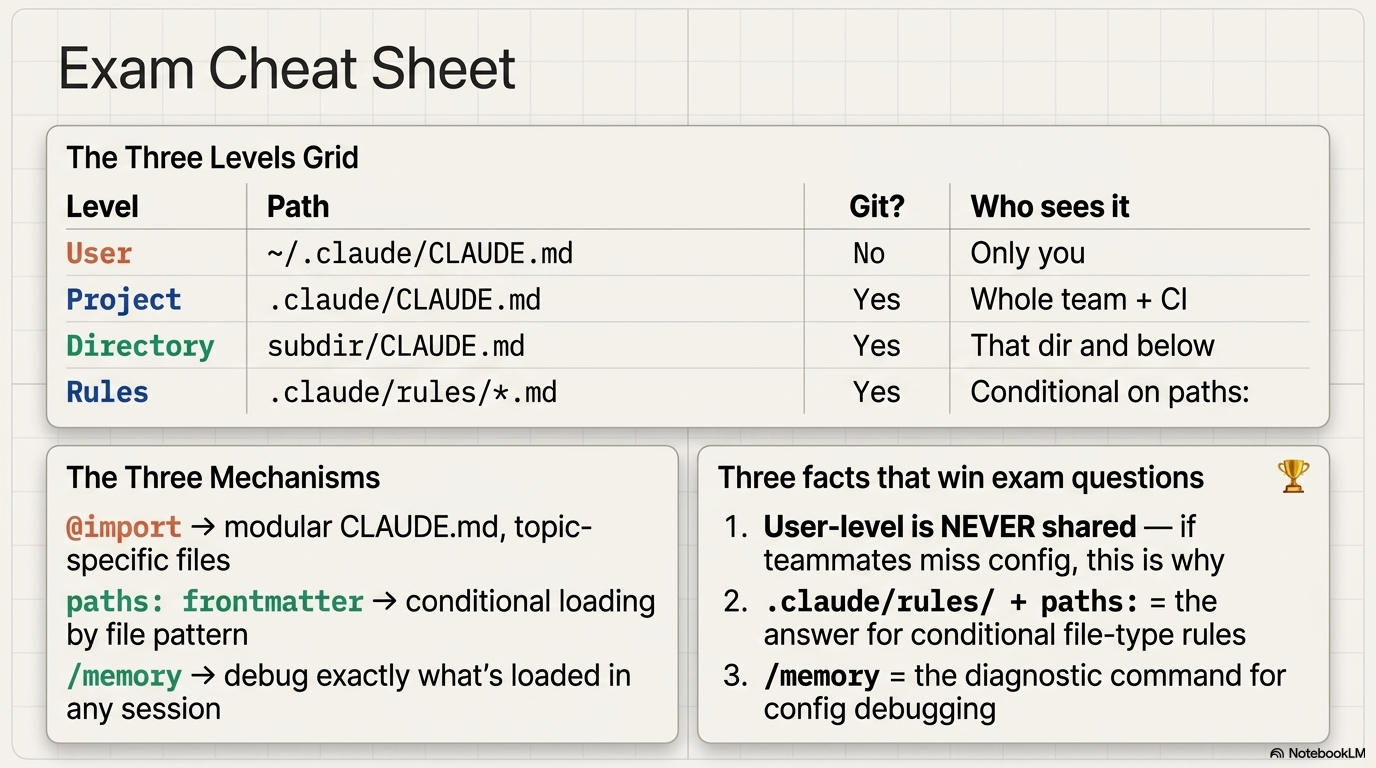 Exam Cheat Sheet
The Three Levels Grid
Level Path Git? Who sees it
User ~/.claude/CLAUDE.md No Only you
Project .claude/CLAUDE.md Yes Whole team + CI
Directory subdir/CLAUDE.md Yes That dir and below
Rules .claude/rules/*.md Yes Conditional on paths:
The Three Mechanisms
@import → modular CLAUDE.md, topic-
specific files
paths: frontmatter → conditional loading
by file pattern
/memory → debug exactly what’s loaded in
any session
Three facts that win exam questions
1. User-level is NEVER shared — if
teammates miss config, this is why
2. .claude/rules/ + paths: = the
answer for conditional file-type rules
3. /memory = the diagnostic command for
config debugging
NotebookLM